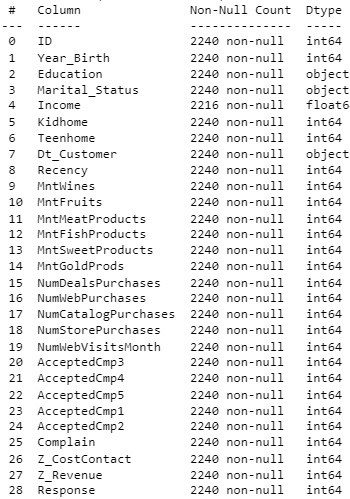 #   Column               Non-Null Count  Dtype
---  ------               --------------  -----
0   ID                   2240 non-null   int64
1   Year_Birth           2240 non-null   int64
2   Education            2240 non-null   object
3   Marital_Status       2240 non-null   object
4   Income               2216 non-null   float6
5   Kidhome              2240 non-null   int64
6   Teenhome             2240 non-null   int64
7   Dt_Customer          2240 non-null   object
8   Recency              2240 non-null   int64
9   MntWines             2240 non-null   int64
10  MntFruits            2240 non-null   int64
11  MntMeatProducts      2240 non-null   int64
12  MntFishProducts      2240 non-null   int64
13  MntSweetProducts     2240 non-null   int64
14  MntGoldProds         2240 non-null   int64
15  NumDealsPurchases    2240 non-null   int64
16  NumWebPurchases      2240 non-null   int64
17  NumCatalogPurchases  2240 non-null   int64
18  NumStorePurchases    2240 non-null   int64
19  NumWebVisitsMonth    2240 non-null   int64
20  AcceptedCmp3         2240 non-null   int64
21  AcceptedCmp4         2240 non-null   int64
22  AcceptedCmp5         2240 non-null   int64
23  AcceptedCmp1         2240 non-null   int64
24  AcceptedCmp2         2240 non-null   int64
25  Complain             2240 non-null   int64
26  Z_CostContact        2240 non-null   int64
27  Z_Revenue            2240 non-null   int64
28  Response             2240 non-null   int64